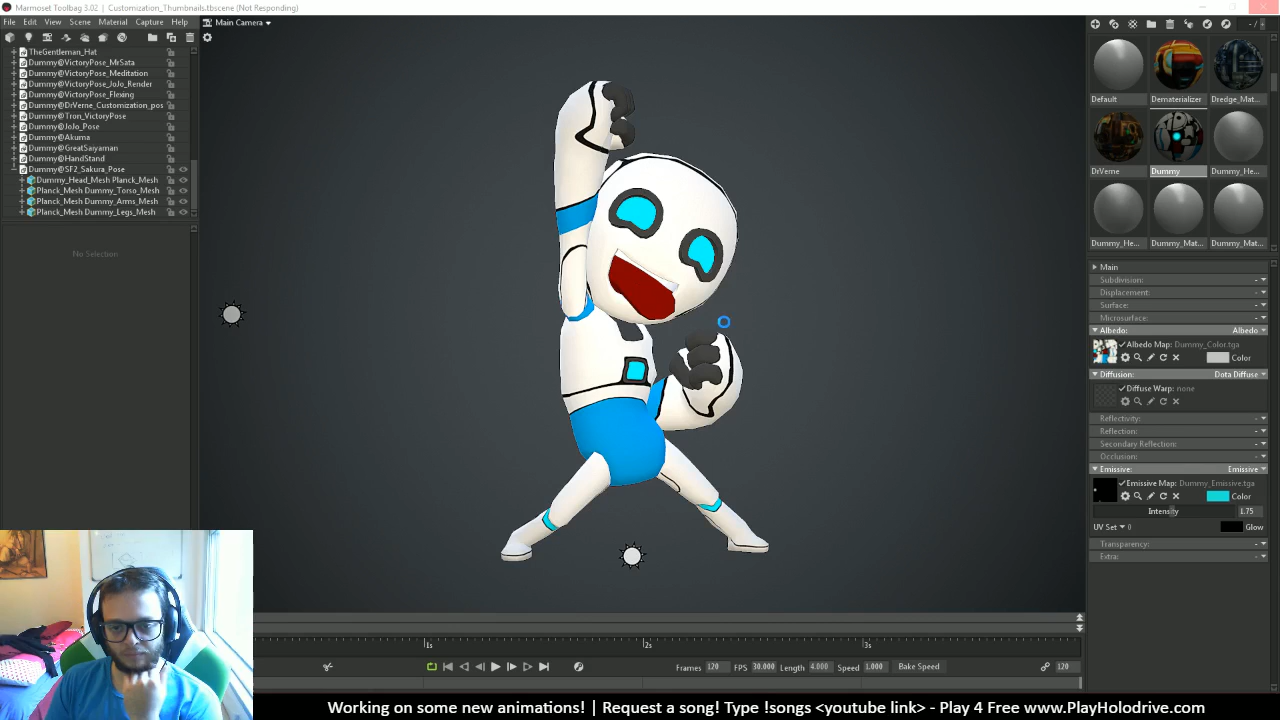 Marmoset Toolbag 3.02 | Customization_Thumbnails.tbscene (Not Responding)
File Edit View Scene Material Capture Help
Main Camera
TheGentleman_Hat
Dummy@VictoryPose_MrSata
Dummy@VictoryPose_Meditation
Dummy@VictoryPose_JoJo_Render
Dummy@VictoryPose_Flexing
Dummy@DrVerne_Customization_pos
Dummy@Tron_VictoryPose
Dummy@JoJo_Pose
Dummy@Akuma
Dummy@GreatSaiyaman
Dummy@HandStand
Dummy@SF2_Sakura_Pose
Dummy_Head_Mesh Planck_Mesh
Planck_Mesh Dummy_Torso_Mesh
Planck_Mesh Dummy_Arms_Mesh
Planck_Mesh Dummy_Legs_Mesh
No Selection
Default Dematerializer Dredge_Mat...
DrVerne Dummy Dummy_He...
Dummy_He... Dummy_Mat... Dummy_Mat...
Main
Subdivision:
Displacement:
Surface:
Microsurface:
Albedo: Albedo
Albedo Map: Dummy_Color.tga
Color
Diffusion: Dota Diffuse
Diffuse Warp: none
Reflectivity:
Reflection:
Secondary Reflection:
Occlusion:
Emissive: Emissive
Emissive Map: Dummy_Emissive.tga
Color
Intensity 1.75
UV Set 0 Glow
Transparency:
Extra:
1s 2s 3s
Frames 120 FPS 30.000 Length 4.000 Speed 1.000 Bake Speed 120
Working on some new animations! | Request a song! Type !songs <youtube link> - Play 4 Free www.PlayHolodrive.com